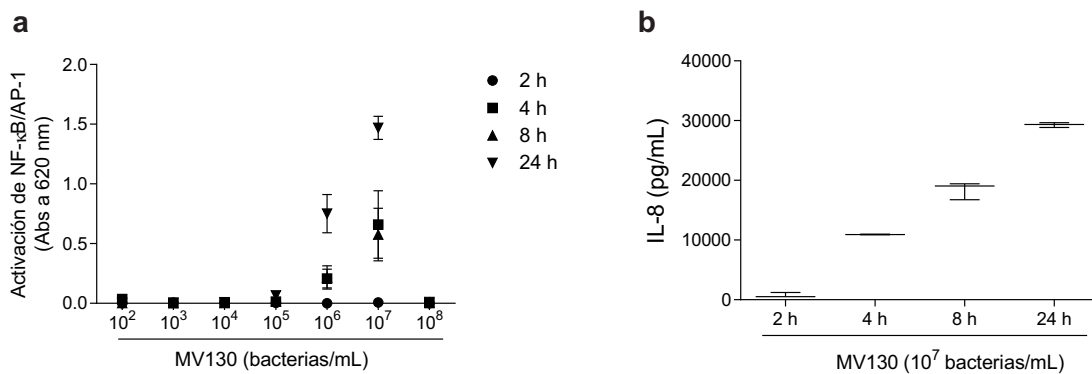 a
Activación de NF-κB/AP-1
(Abs a 620 nm)
2.0
1.5
1.0
0.5
0.0
10²
10³
10⁴
10⁵
10⁶
10⁷
10⁸
MV130 (bacterias/mL)
2 h
4 h
8 h
24 h
b
IL-8 (pg/mL)
40000
30000
20000
10000
0
2 h
4 h
8 h
24 h
MV130 (10⁷ bacterias/mL)